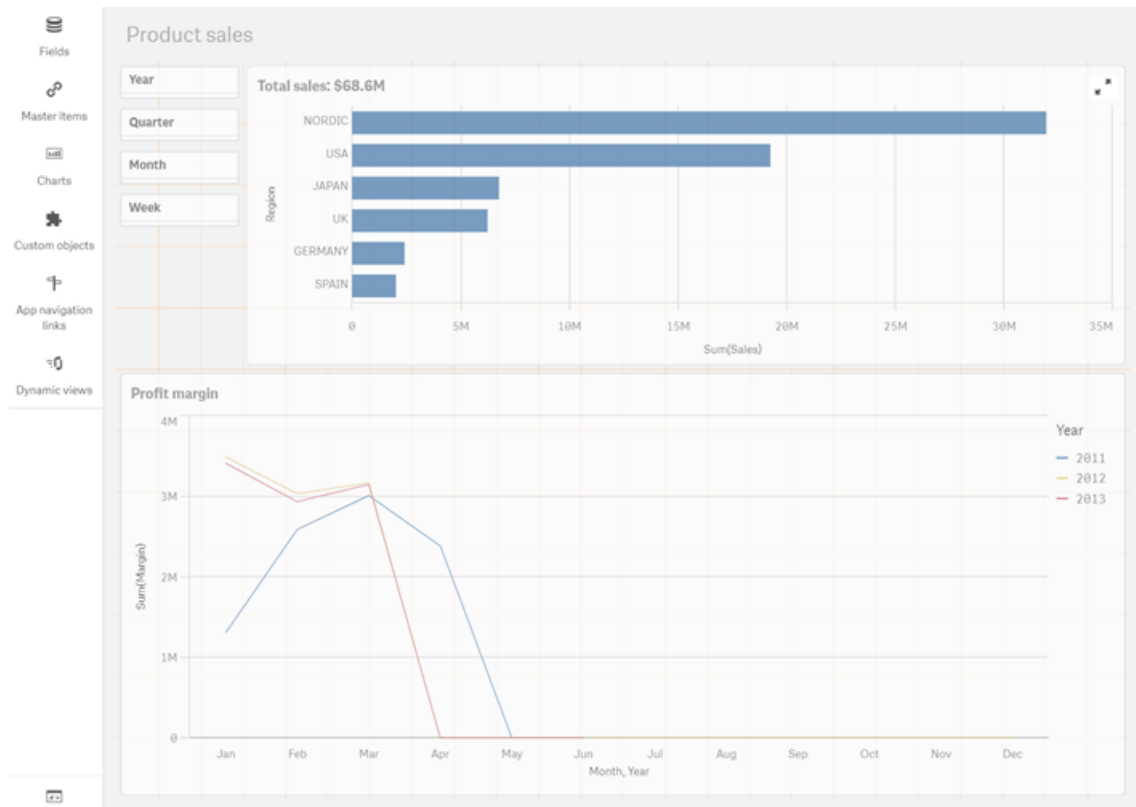 Fields
Master items
Charts
Custom objects
App navigation
links
Dynamic views
Product sales
Year
Quarter
Month
Week
Total sales: $68.6M
Region
NORDIC
USA
JAPAN
UK
GERMANY
SPAIN
0 5M 10M 15M 20M 25M 30M 35M
Sum(Sales)
Profit margin
Sum(Margin)
4M
3M
2M
1M
0
Jan Feb Mar Apr May Jun Jul Aug Sep Oct Nov Dec
Month, Year
Year
2011
2012
2013